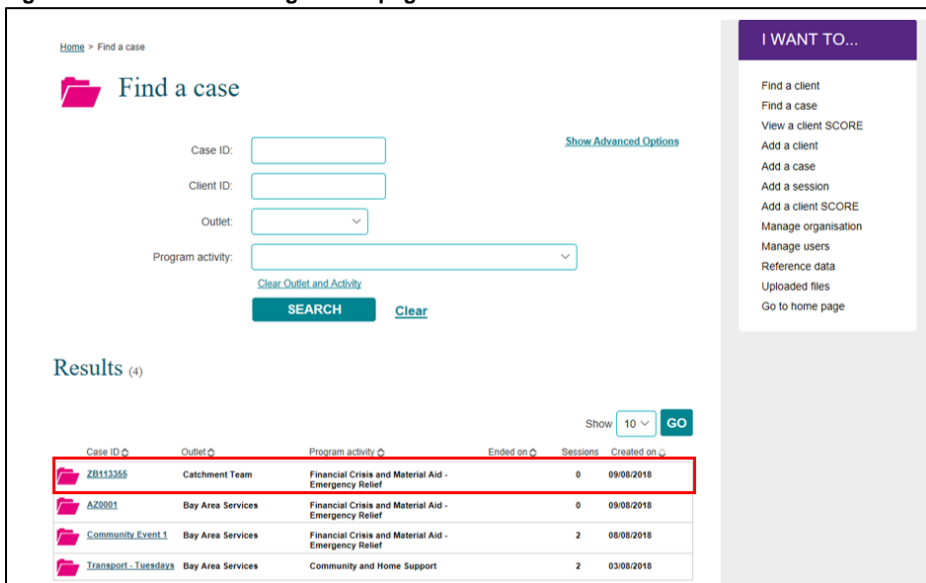 Home > Find a case
Find a case
Show Advanced Options
Case ID:
Client ID:
Outlet:
Program activity:
Clear Outlet and Activity
SEARCH Clear
Results (4)
Show 10 GO
Case ID Outlet Program activity Ended on Sessions Created on
ZB113355 Catchment Team Financial Crisis and Material Aid - 0 09/08/2018
Emergency Relief
AZ0001 Bay Area Services Financial Crisis and Material Aid - 0 09/08/2018
Emergency Relief
Community Event 1 Bay Area Services Financial Crisis and Material Aid - 2 08/08/2018
Emergency Relief
Transport - Tuesdays Bay Area Services Community and Home Support 2 03/08/2018
I WANT TO...
Find a client
Find a case
View a client SCORE
Add a client
Add a case
Add a session
Add a client SCORE
Manage organisation
Manage users
Reference data
Uploaded files
Go to home page